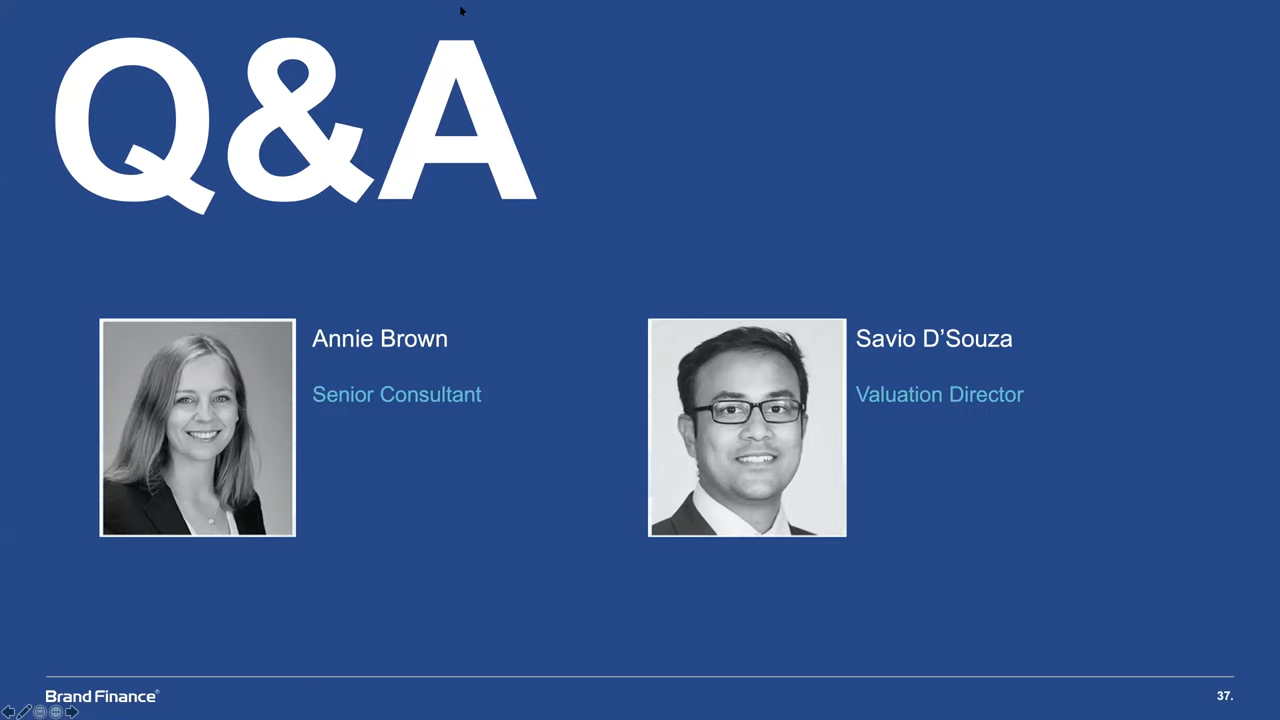 Q&A
Annie Brown
Senior Consultant
Savio D’Souza
Valuation Director
Brand Finance®
37.